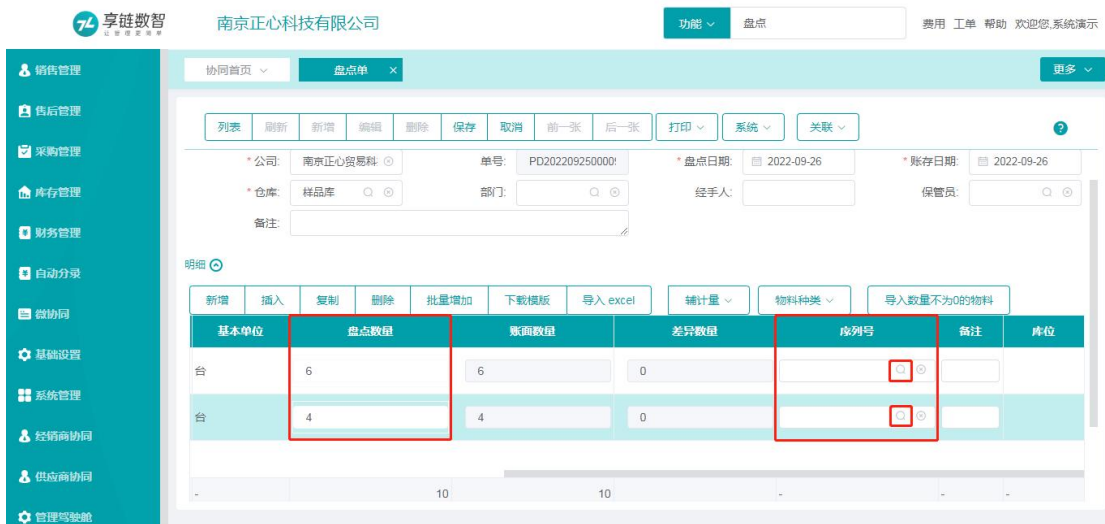 享链数智
让管理更简单
南京正心科技有限公司
功能
盘点
费用 工单 帮助 欢迎您,系统演示
销售管理
售后管理
采购管理
库存管理
财务管理
自动分录
微协同
基础设置
系统管理
经销商协同
供应商协同
管理驾驶舱
协同首页
盘点单 ×
更多
列表 刷新 新增 编辑 删除 保存 取消 前一张 后一张 打印 系统 关联
?
*公司: 南京正心贸易科 单号: PD20220925000 *盘点日期: 2022-09-26 *账存日期: 2022-09-26
*仓库: 样品库 部门: 经手人: 保管员:
备注:
明细
新增 插入 复制 删除 批量增加 下载模版 导入 excel 辅计量 物料种类 导入数量不为0的物料
基本单位 盘点数量 账面数量 差异数量 序列号 备注 库位
台 6 6 0
台 4 4 0
- 10 10 - - -